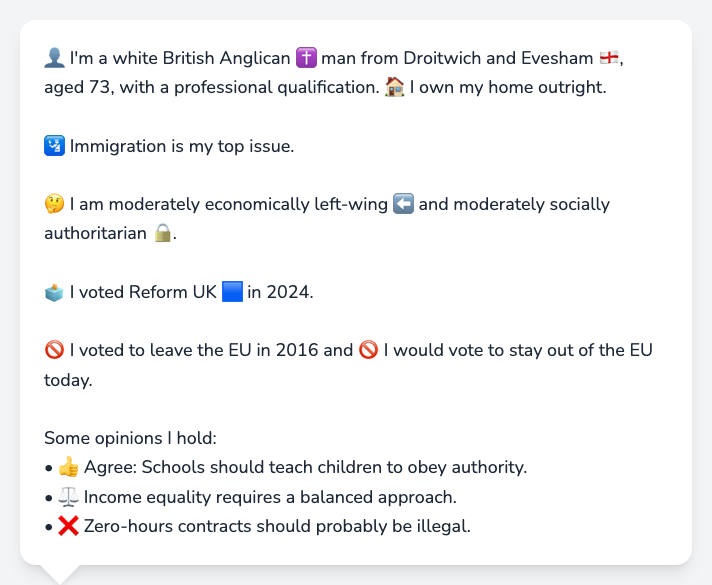 👤 I'm a white British Anglican ✝️ man from Droitwich and Evesham 🏴󠁧󠁢󠁥󠁮󠁧󠁿,
aged 73, with a professional qualification. 🏠 I own my home outright.
🛂 Immigration is my top issue.
🤔 I am moderately economically left-wing ⬅️ and moderately socially
authoritarian 🔒.
🗳️ I voted Reform UK 🟦 in 2024.
🚫 I voted to leave the EU in 2016 and 🚫 I would vote to stay out of the EU
today.
Some opinions I hold:
• 👍 Agree: Schools should teach children to obey authority.
• ⚖️ Income equality requires a balanced approach.
• ❌ Zero-hours contracts should probably be illegal.